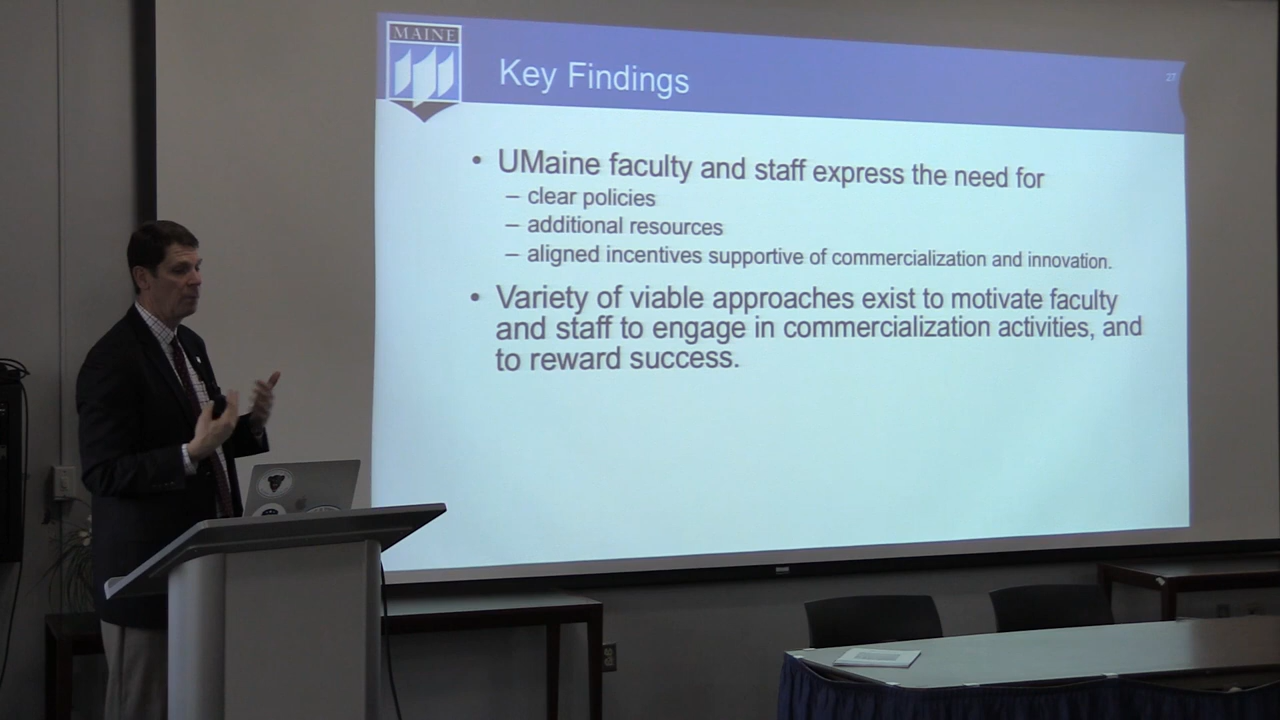 MAINE
Key Findings
27
• UMaine faculty and staff express the need for
– clear policies
– additional resources
– aligned incentives supportive of commercialization and innovation.
• Variety of viable approaches exist to motivate faculty
and staff to engage in commercialization activities, and
to reward success.